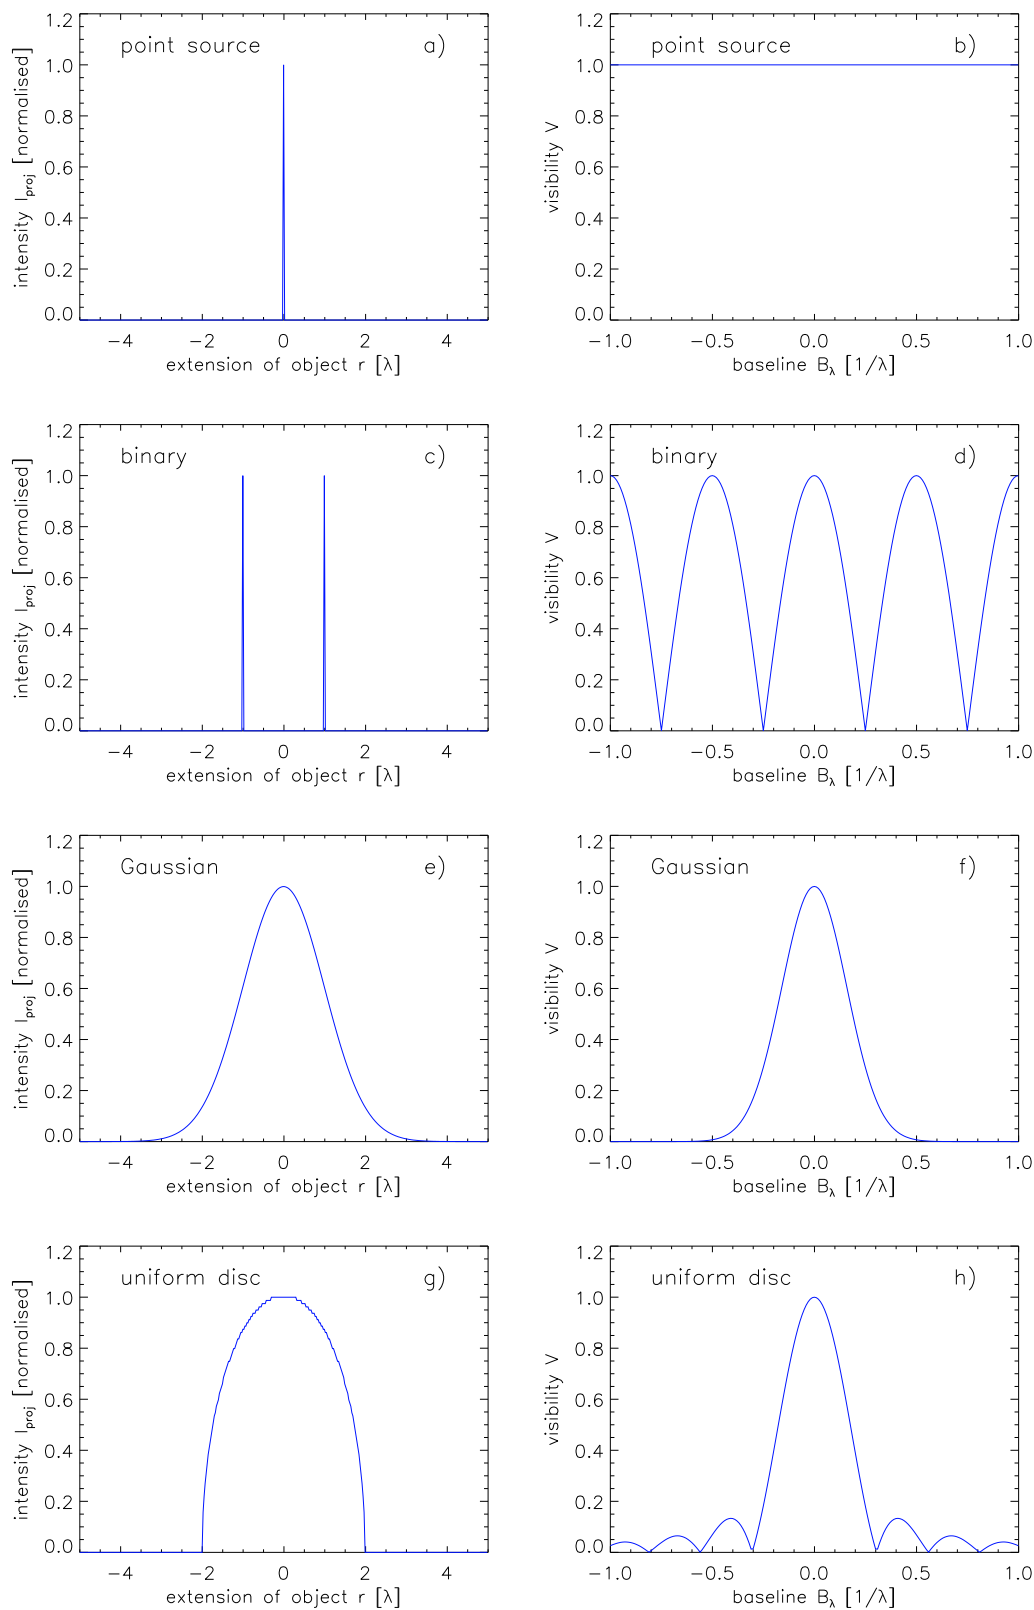 point source a)
1.2
1.0
0.8
0.6
0.4
0.2
0.0
intensity I_proj [normalised]
−4 −2 0 2 4
extension of object r [λ]
point source b)
1.2
1.0
0.8
0.6
0.4
0.2
0.0
visibility V
−1.0 −0.5 0.0 0.5 1.0
baseline B_λ [1/λ]
binary c)
1.2
1.0
0.8
0.6
0.4
0.2
0.0
intensity I_proj [normalised]
−4 −2 0 2 4
extension of object r [λ]
binary d)
1.2
1.0
0.8
0.6
0.4
0.2
0.0
visibility V
−1.0 −0.5 0.0 0.5 1.0
baseline B_λ [1/λ]
Gaussian e)
1.2
1.0
0.8
0.6
0.4
0.2
0.0
intensity I_proj [normalised]
−4 −2 0 2 4
extension of object r [λ]
Gaussian f)
1.2
1.0
0.8
0.6
0.4
0.2
0.0
visibility V
−1.0 −0.5 0.0 0.5 1.0
baseline B_λ [1/λ]
uniform disc g)
1.2
1.0
0.8
0.6
0.4
0.2
0.0
intensity I_proj [normalised]
−4 −2 0 2 4
extension of object r [λ]
uniform disc h)
1.2
1.0
0.8
0.6
0.4
0.2
0.0
visibility V
−1.0 −0.5 0.0 0.5 1.0
baseline B_λ [1/λ]